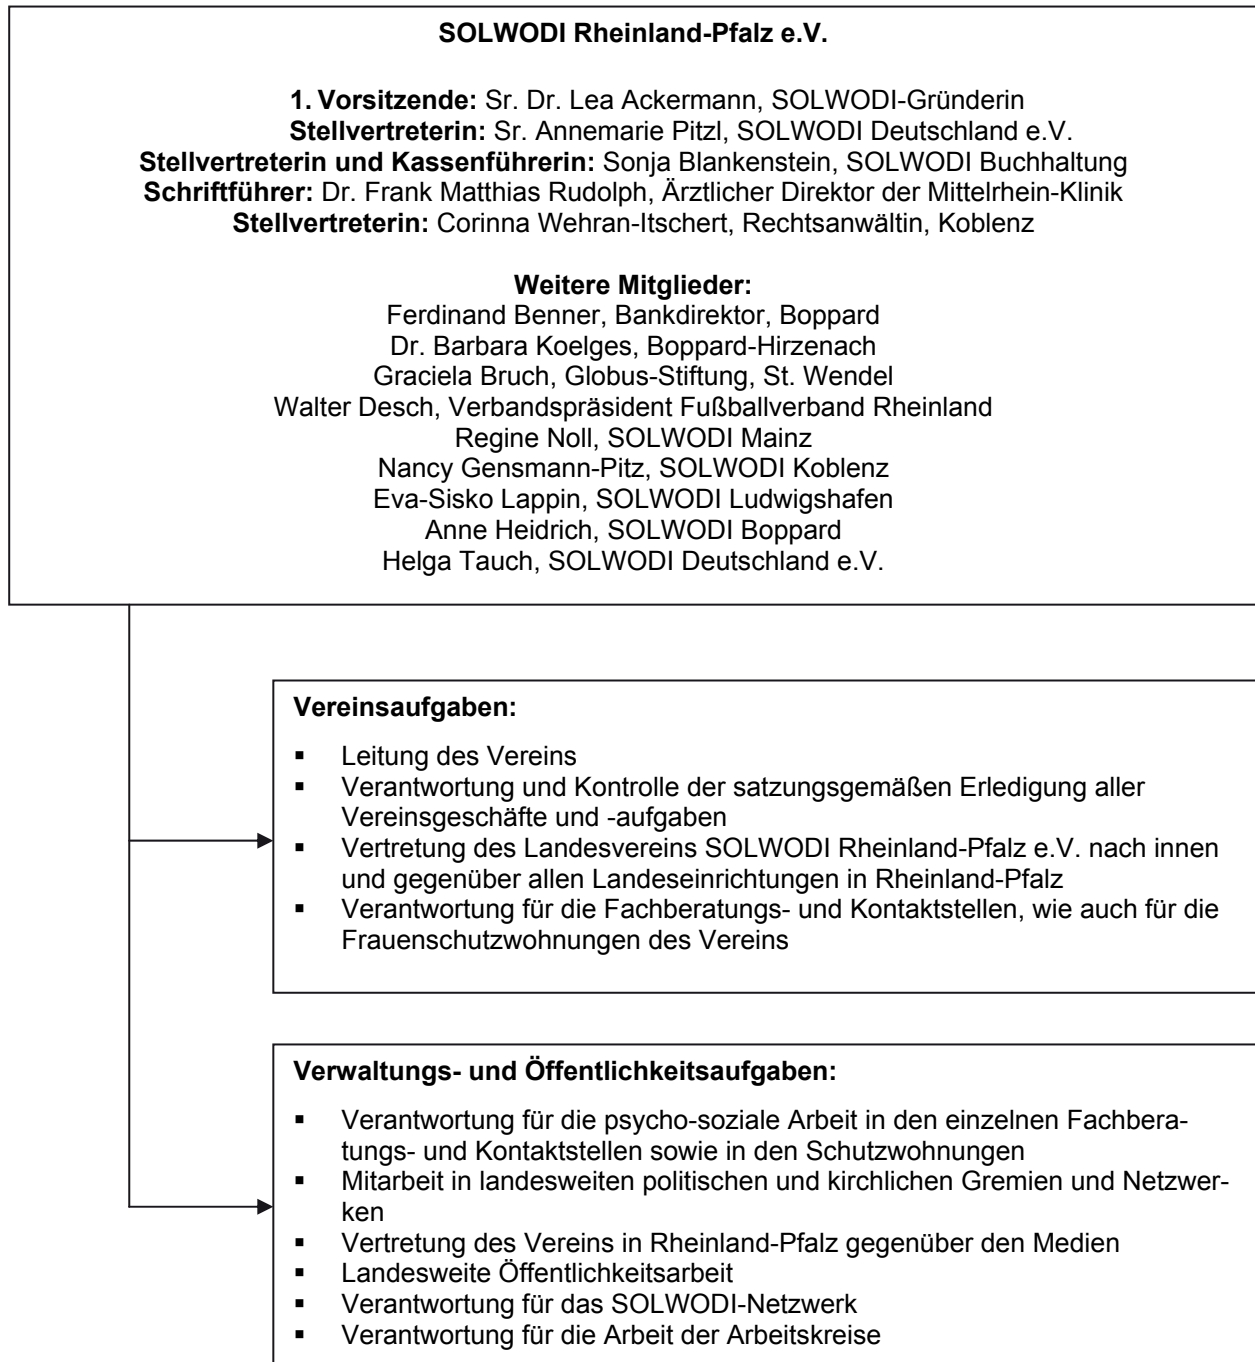 SOLWODI Rheinland-Pfalz e.V.
1. Vorsitzende: Sr. Dr. Lea Ackermann, SOLWODI-Gründerin
Stellvertreterin: Sr. Annemarie Pitzl, SOLWODI Deutschland e.V.
Stellvertreterin und Kassenführerin: Sonja Blankenstein, SOLWODI Buchhaltung
Schriftführer: Dr. Frank Matthias Rudolph, Ärztlicher Direktor der Mittelrhein-Klinik
Stellvertreterin: Corinna Wehran-Itschert, Rechtsanwältin, Koblenz
Weitere Mitglieder:
Ferdinand Benner, Bankdirektor, Boppard
Dr. Barbara Koelges, Boppard-Hirzenach
Graciela Bruch, Globus-Stiftung, St. Wendel
Walter Desch, Verbandspräsident Fußballverband Rheinland
Regine Noll, SOLWODI Mainz
Nancy Gensmann-Pitz, SOLWODI Koblenz
Eva-Sisko Lappin, SOLWODI Ludwigshafen
Anne Heidrich, SOLWODI Boppard
Helga Tauch, SOLWODI Deutschland e.V.
Vereinsaufgaben:
▪ Leitung des Vereins
▪ Verantwortung und Kontrolle der satzungsgemäßen Erledigung aller
Vereinsgeschäfte und -aufgaben
▪ Vertretung des Landesvereins SOLWODI Rheinland-Pfalz e.V. nach innen
und gegenüber allen Landeseinrichtungen in Rheinland-Pfalz
▪ Verantwortung für die Fachberatungs- und Kontaktstellen, wie auch für die
Frauenschutzwohnungen des Vereins
Verwaltungs- und Öffentlichkeitsaufgaben:
▪ Verantwortung für die psycho-soziale Arbeit in den einzelnen Fachbera-
tungs- und Kontaktstellen sowie in den Schutzwohnungen
▪ Mitarbeit in landesweiten politischen und kirchlichen Gremien und Netzwer-
ken
▪ Vertretung des Vereins in Rheinland-Pfalz gegenüber den Medien
▪ Landesweite Öffentlichkeitsarbeit
▪ Verantwortung für das SOLWODI-Netzwerk
▪ Verantwortung für die Arbeit der Arbeitskreise